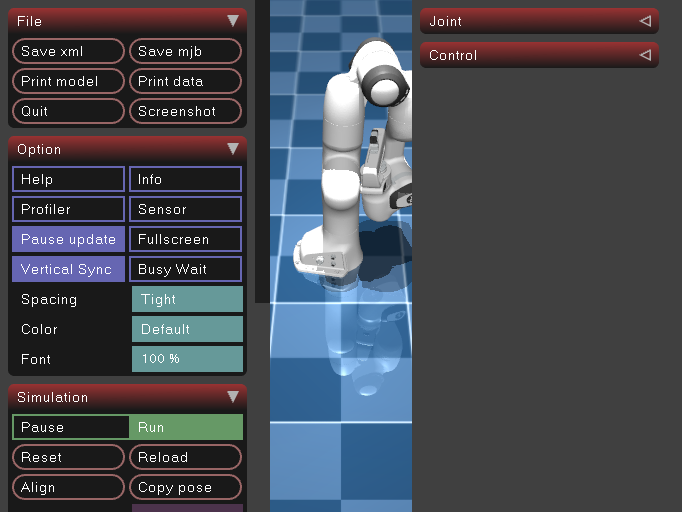 File
Save xml Save mjb
Print model Print data
Quit Screenshot
Option
Help Info
Profiler Sensor
Pause update Fullscreen
Vertical Sync Busy Wait
Spacing Tight
Color Default
Font 100 %
Simulation
Pause Run
Reset Reload
Align Copy pose
Joint
Control